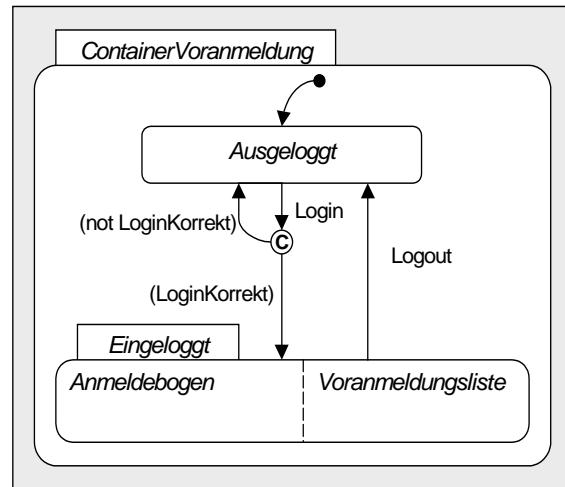 ContainerVoranmeldung
Ausgeloggt
Login
(not LoginKorrekt)
C
Logout
(LoginKorrekt)
Eingeloggt
Anmeldebogen
Voranmeldungsliste